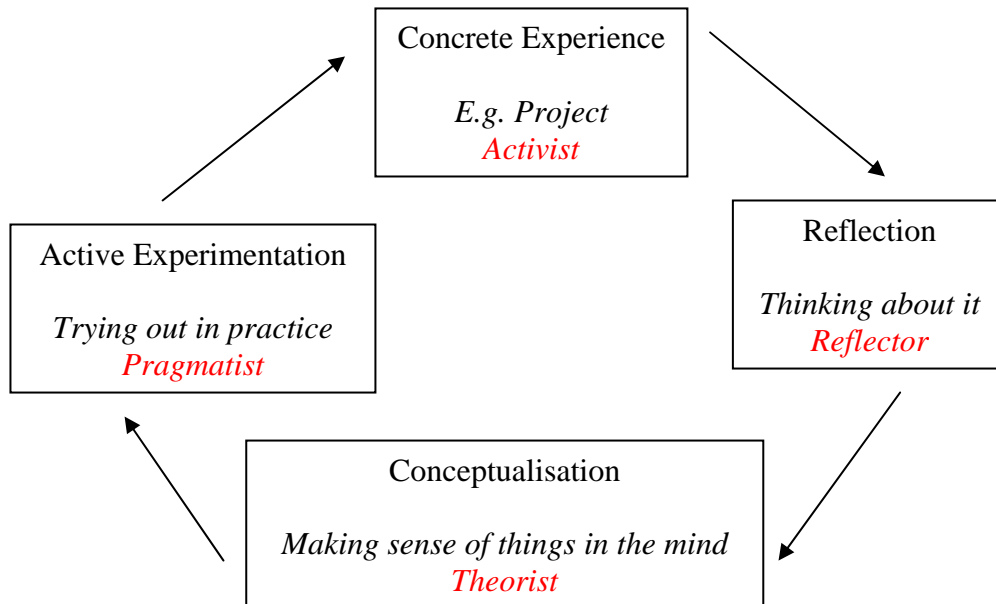 Concrete Experience
E.g. Project
Activist
Reflection
Thinking about it
Reflector
Conceptualisation
Making sense of things in the mind
Theorist
Active Experimentation
Trying out in practice
Pragmatist